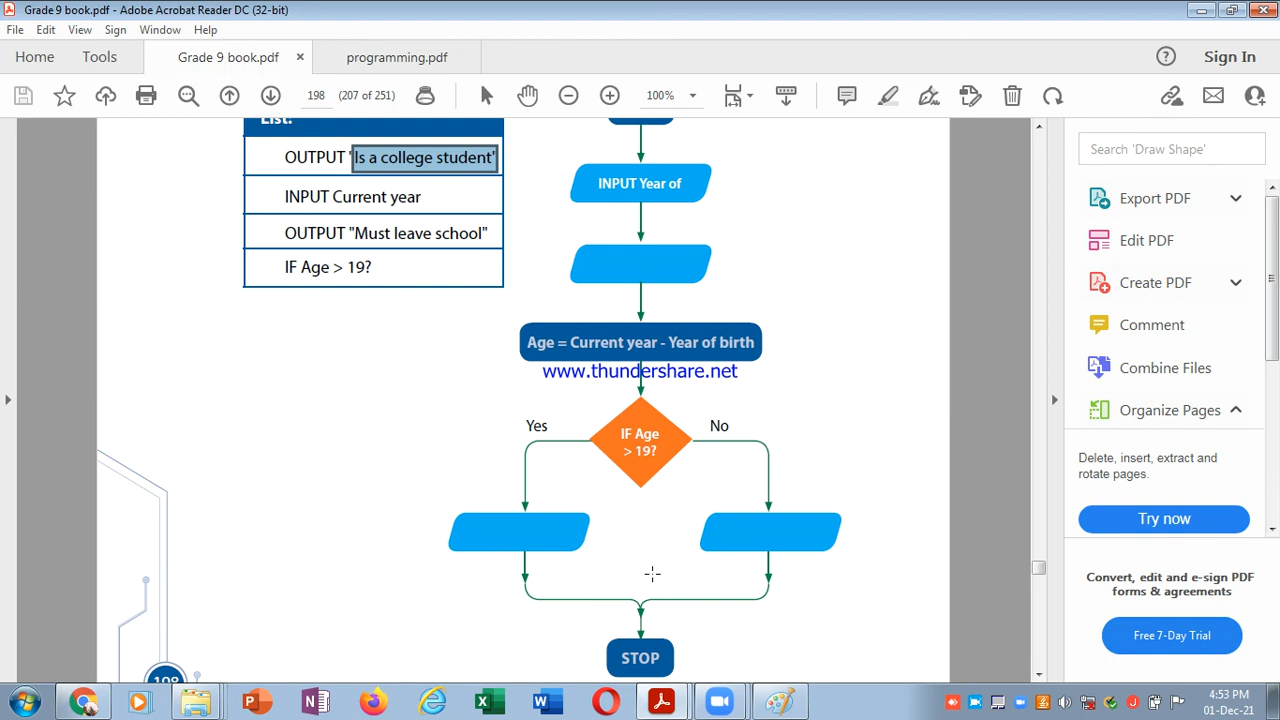 Grade 9 book.pdf - Adobe Acrobat Reader DC (32-bit)
File Edit View Sign Window Help
Home Tools Grade 9 book.pdf × programming.pdf Sign In
198 (207 of 251) 100%
List:
OUTPUT 'Is a college student'
INPUT Current year
OUTPUT "Must leave school"
IF Age > 19?
INPUT Year of
Age = Current year - Year of birth
www.thundershare.net
Yes
IF Age
> 19?
No
STOP
198
Search 'Draw Shape'
Export PDF
Edit PDF
Create PDF
Comment
Combine Files
Organize Pages
Delete, insert, extract and
rotate pages.
Try now
Convert, edit and e-sign PDF
forms & agreements
Free 7-Day Trial
4:53 PM
01-Dec-21